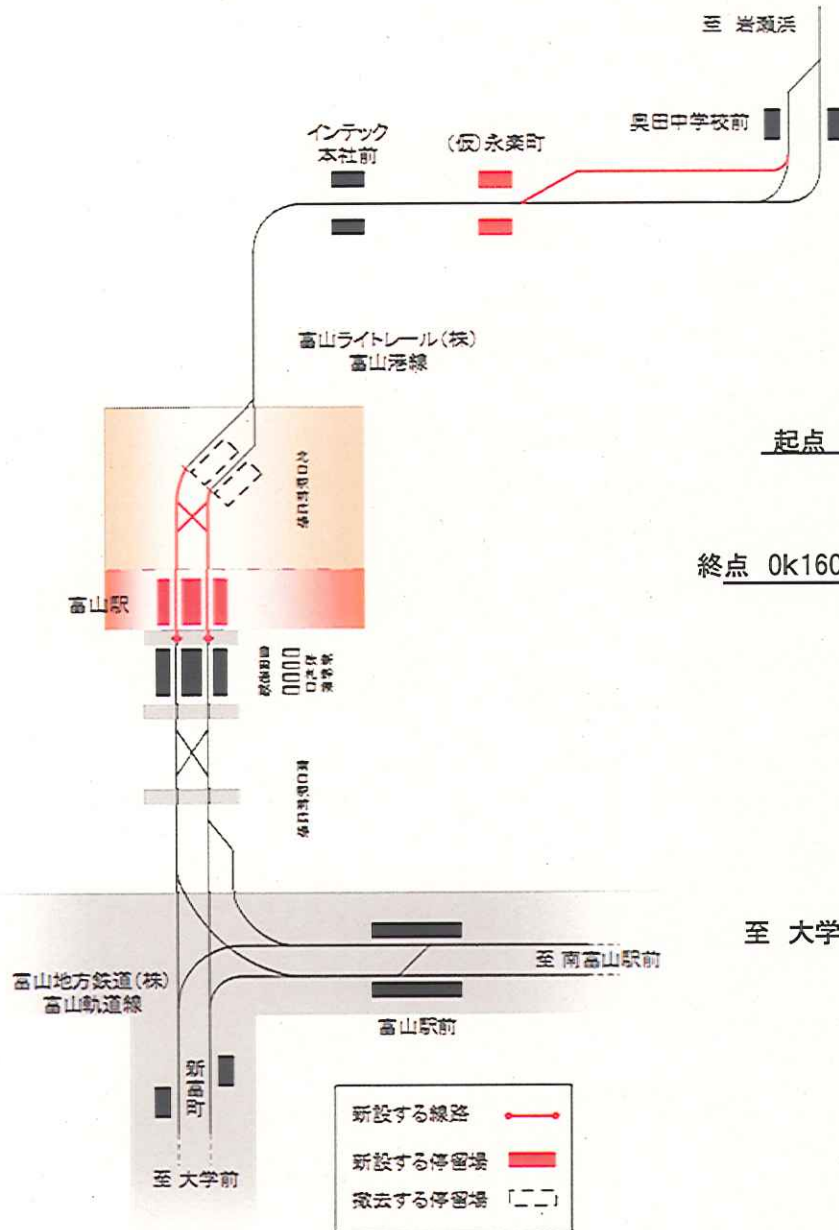 至 岩瀬浜
奥田中学校前
インテック
本社前
(仮)永楽町
富山ライトレール(株)
富山港線
起点
終点 0k160
富山駅
至 大学
至 南富山駅前
富山地方鉄道(株)
富山軌道線
富山駅前
新富町
至 大学前
新設する線路
新設する停留場
撤去する停留場